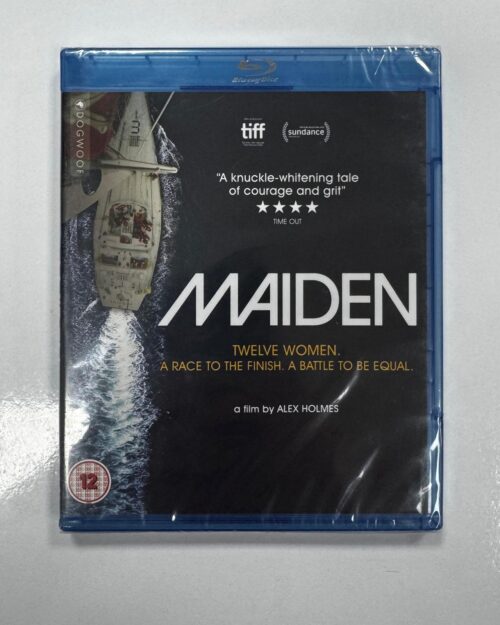 Blu-ray Disc
DOGWOOF
tiff
sundance
"A knuckle-whitening tale
of courage and grit"
★★★★
TIME OUT
MAIDEN
TWELVE WOMEN.
A RACE TO THE FINISH. A BATTLE TO BE EQUAL.
a film by ALEX HOLMES
12